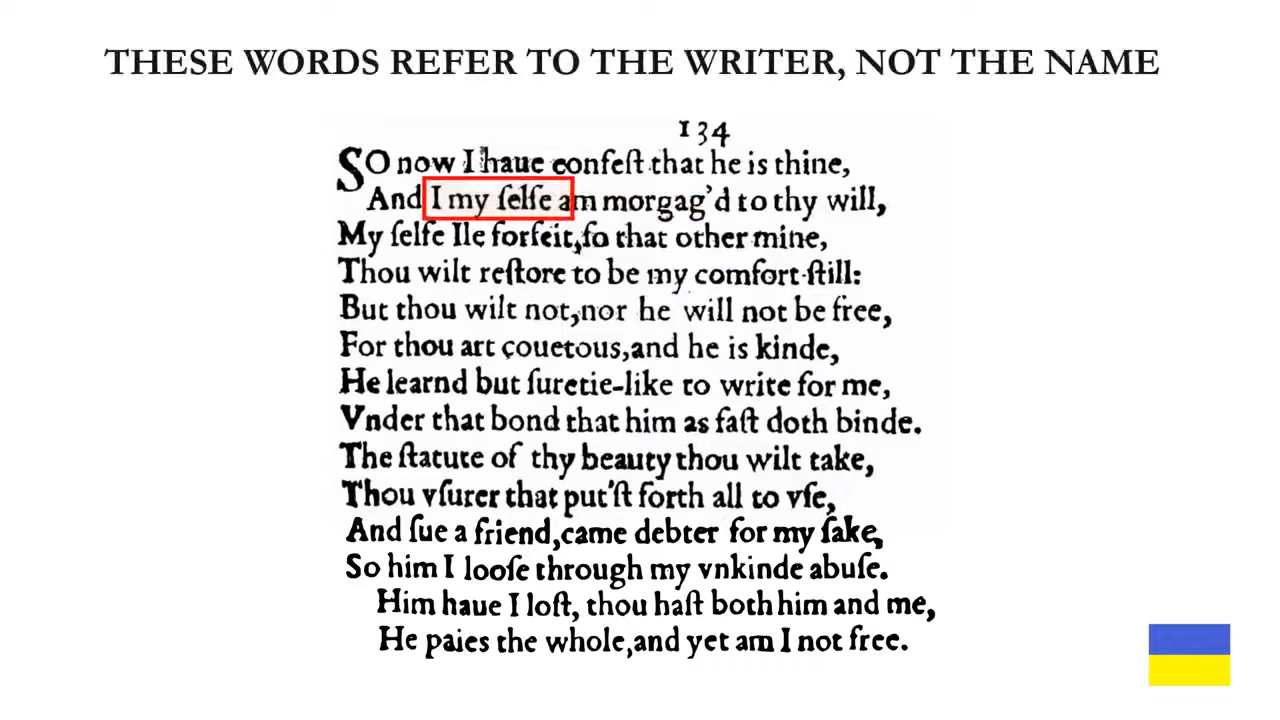 THESE WORDS REFER TO THE WRITER, NOT THE NAME
134
SO now I haue confeſt that he is thine,
And I my ſelfe am morgag'd to thy will,
My ſelfe Ile forfeit, ſo that other mine,
Thou wilt reſtore to be my comfort ſtill:
But thou wilt not, nor he will not be free,
For thou art couetous, and he is kinde,
He learnd but ſuretie-like to write for me,
Vnder that bond that him as faſt doth binde.
The ſtatute of thy beauty thou wilt take,
Thou vſurer that put'ſt forth all to vſe,
And ſue a friend, came debter for my ſake,
So him I looſe through my vnkinde abuſe.
Him haue I loſt, thou haſt both him and me,
He paies the whole, and yet am I not free.